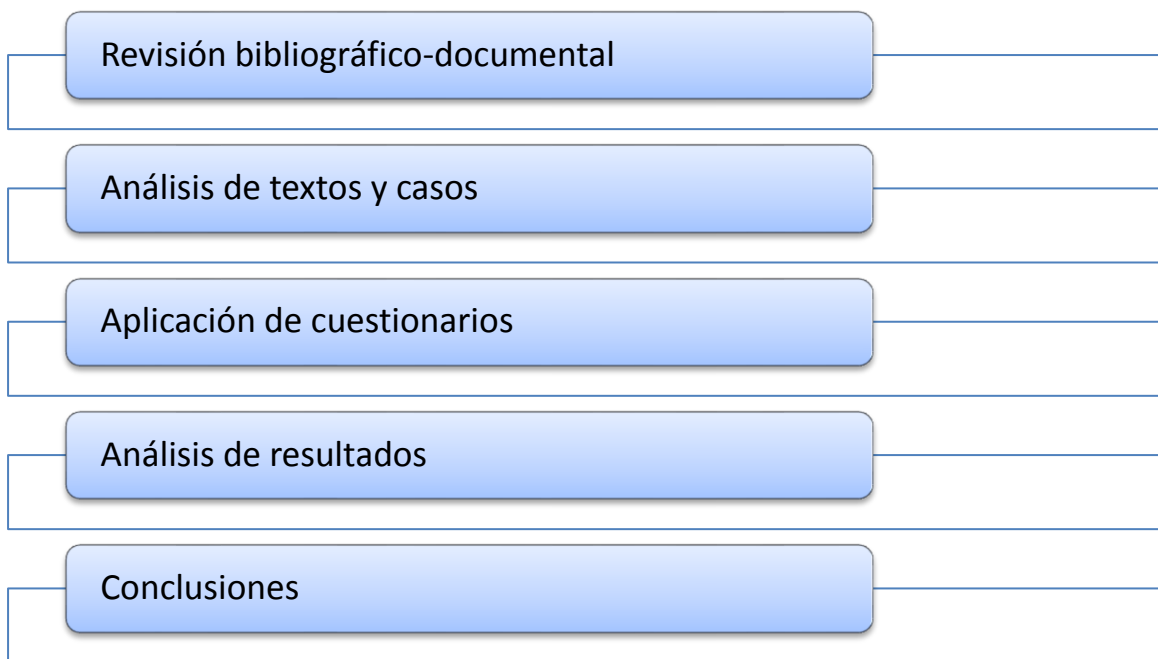 Revisión bibliográfico-documental
Análisis de textos y casos
Aplicación de cuestionarios
Análisis de resultados
Conclusiones